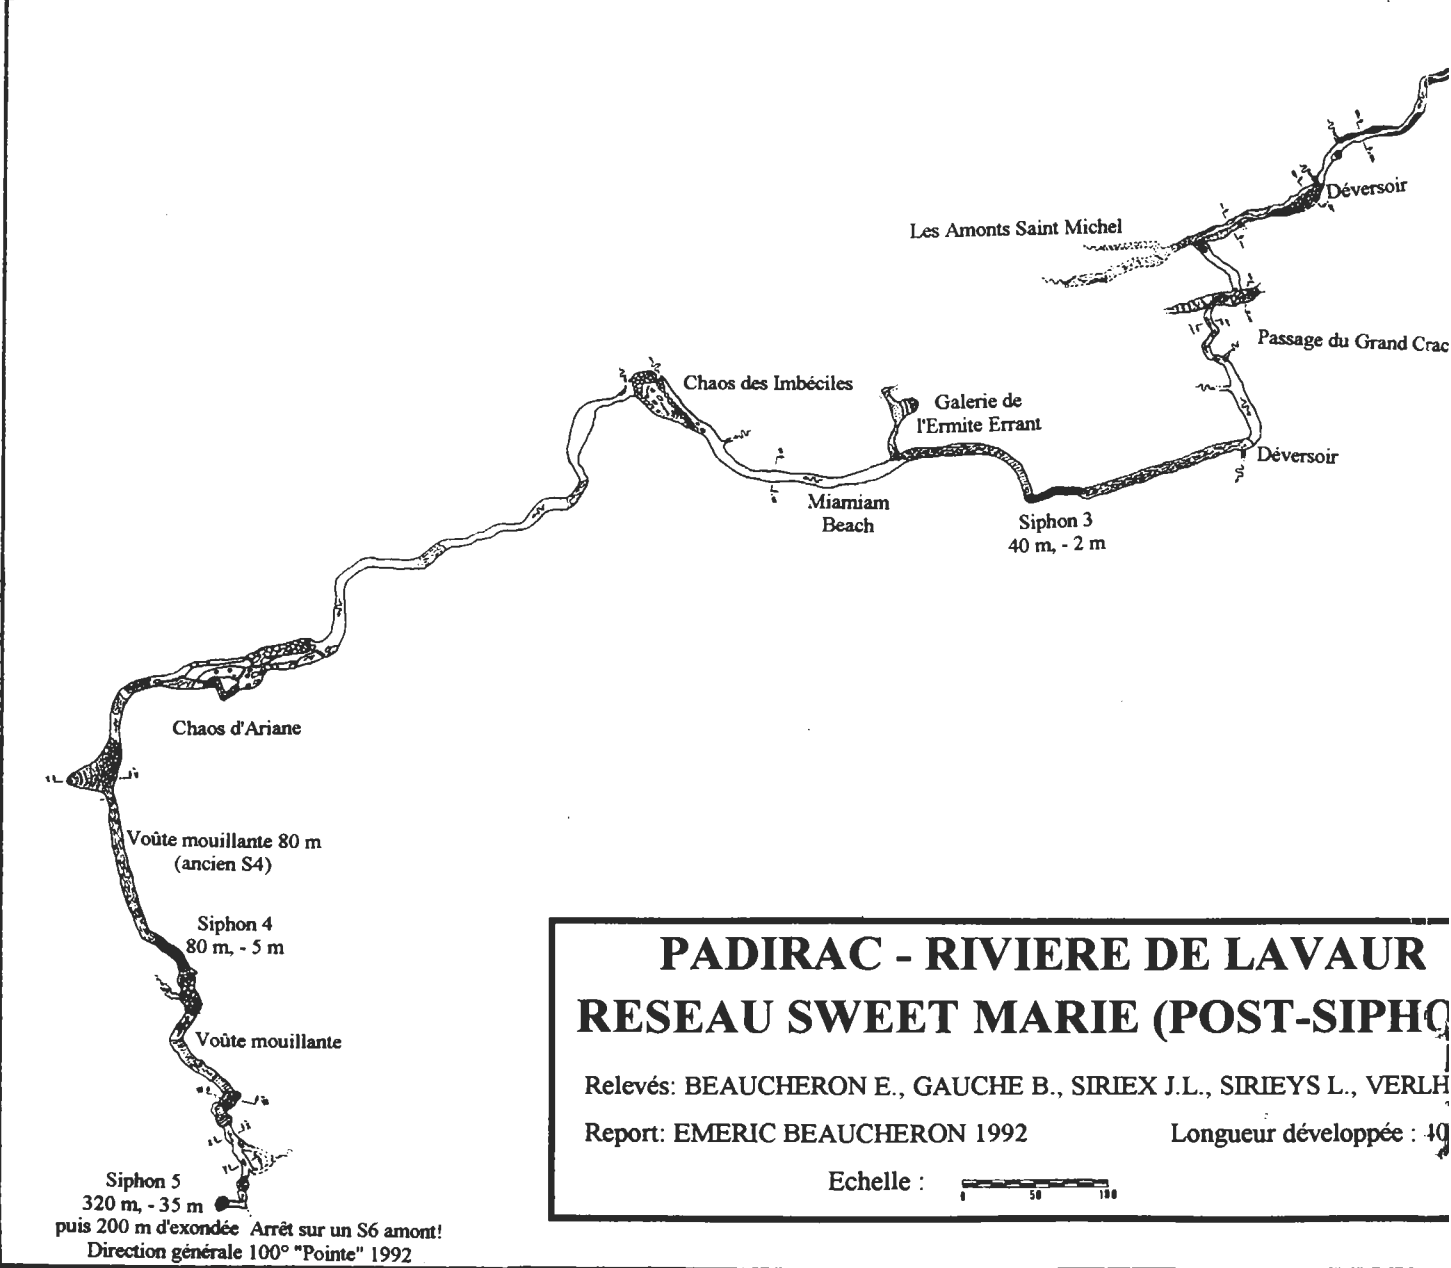 Déversoir
Les Amonts Saint Michel
Passage du Grand Crac
Chaos des Imbéciles
Galerie de
l'Ermite Errant
Déversoir
Miamiam
Beach
Siphon 3
40 m, - 2 m
Chaos d'Ariane
Voûte mouillante 80 m
(ancien S4)
Siphon 4
80 m, - 5 m
Voûte mouillante
Siphon 5
320 m, - 35 m
puis 200 m d'exondée Arrêt sur un S6 amont!
Direction générale 100° "Pointe" 1992
PADIRAC - RIVIERE DE LAVAUR
RESEAU SWEET MARIE (POST-SIPHO
Relevés: BEAUCHERON E., GAUCHE B., SIRIEX J.L., SIRIEYS L., VERLH
Report: EMERIC BEAUCHERON 1992
Longueur développée :
Echelle :
0 50 100